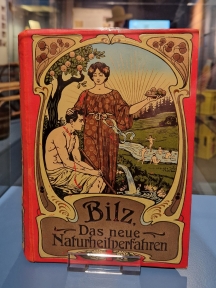 Bilz.
Das neue
Naturheilverfahren